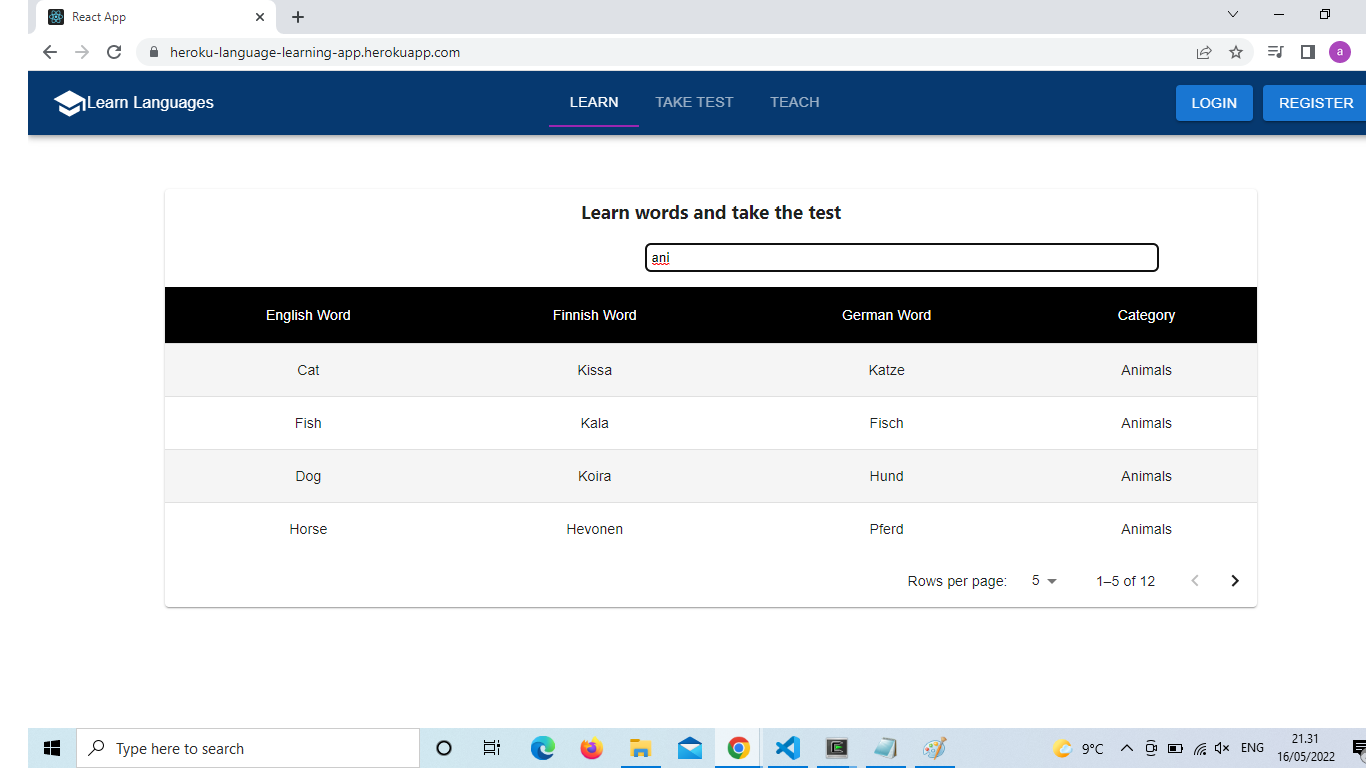 React App
heroku-language-learning-app.herokuapp.com
a
Learn Languages LEARN TAKE TEST TEACH LOGIN REGISTER
Learn words and take the test
ani
English Word Finnish Word German Word Category
Cat Kissa Katze Animals
Fish Kala Fisch Animals
Dog Koira Hund Animals
Horse Hevonen Pferd Animals
Rows per page: 5 1–5 of 12
Type here to search 9°C ENG 21.31
16/05/2022